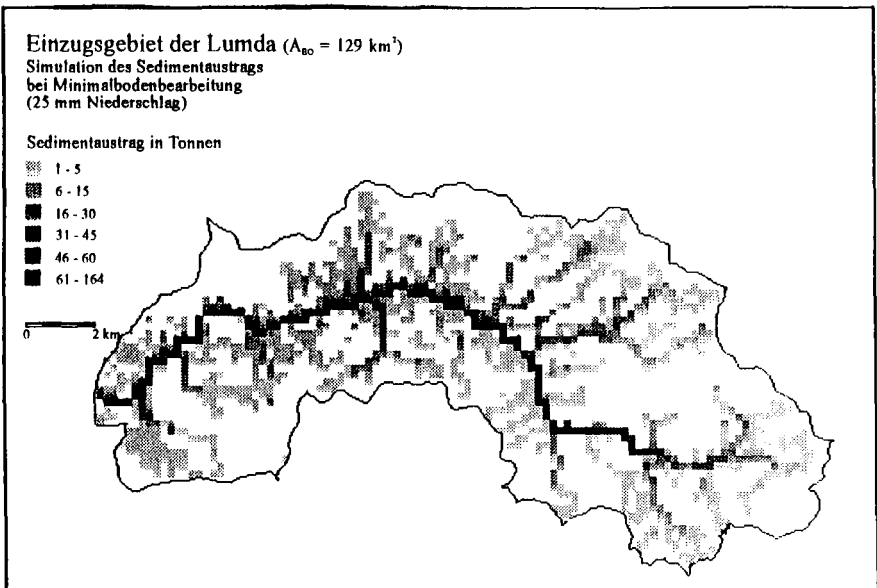 Einzugsgebiet der Lumda (A_Bo = 129 km²)
Simulation des Sedimentaustrags
bei Minimalbodenbearbeitung
(25 mm Niederschlag)
Sedimentaustrag in Tonnen
1 - 5
6 - 15
16 - 30
31 - 45
46 - 60
61 - 164
0 2 km